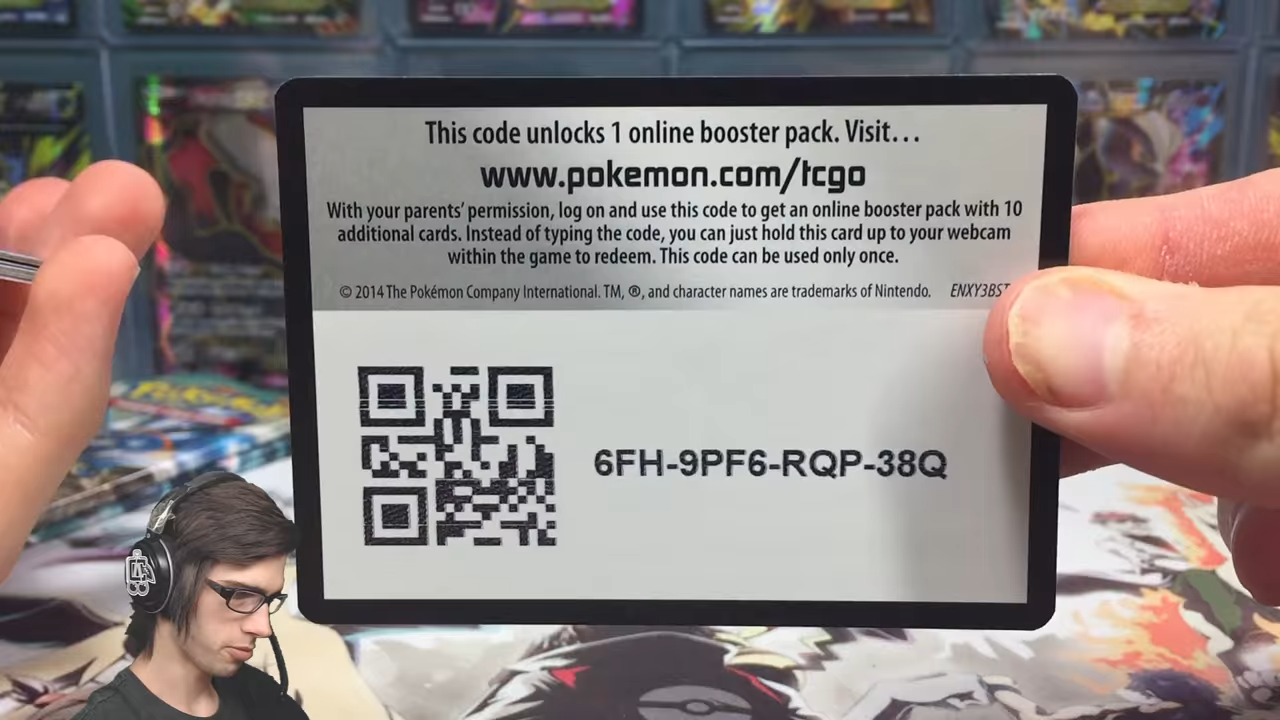 This code unlocks 1 online booster pack. Visit...
www.pokemon.com/tcgo
With your parents' permission, log on and use this code to get an online booster pack with 10
additional cards. Instead of typing the code, you can just hold this card up to your webcam
within the game to redeem. This code can be used only once.
© 2014 The Pokémon Company International. TM, ®, and character names are trademarks of Nintendo.
6FH-9PF6-RQP-38Q